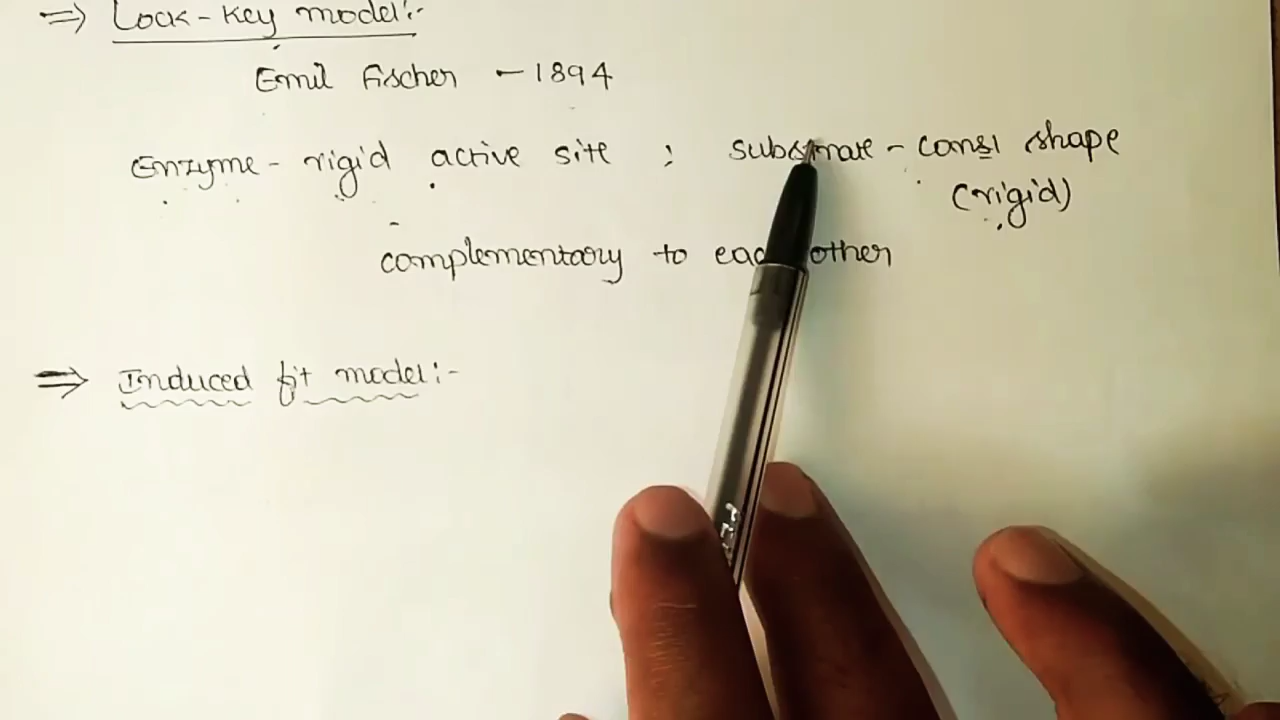 ⇒ Lock-Key model:-
Emil Fischer - 1894
Enzyme - rigid active site ; substrate - const shape
(rigid)
complementary to each other
⇒ Induced fit model:-